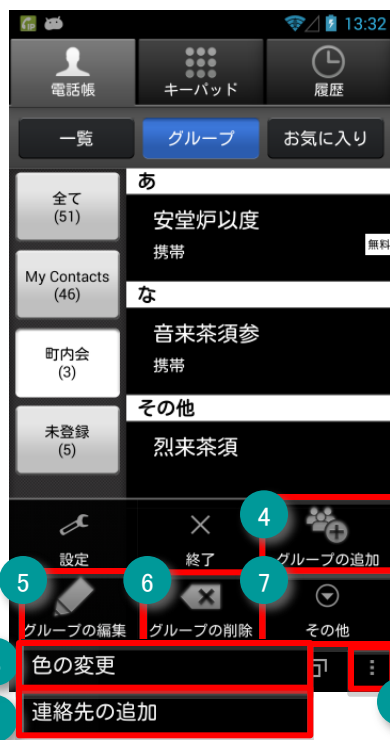 13:32
電話帳
キーパッド
履歴
一覧
グループ
お気に入り
全て
(51)
My Contacts
(46)
町内会
(3)
未登録
(5)
あ
安堂炉以度
携帯
無料
な
音来茶須参
携帯
その他
烈来茶須
設定
終了
4
グループの追加
5
グループの編集
6
グループの削除
7
その他
色の変更
連絡先の追加